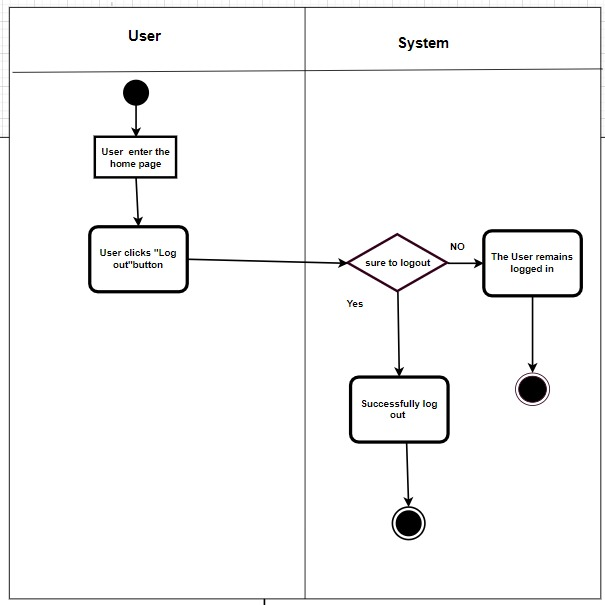 User
System
User enter the
home page
User clicks "Log
out"button
sure to logout
NO
The User remains
logged in
Yes
Successfully log
out